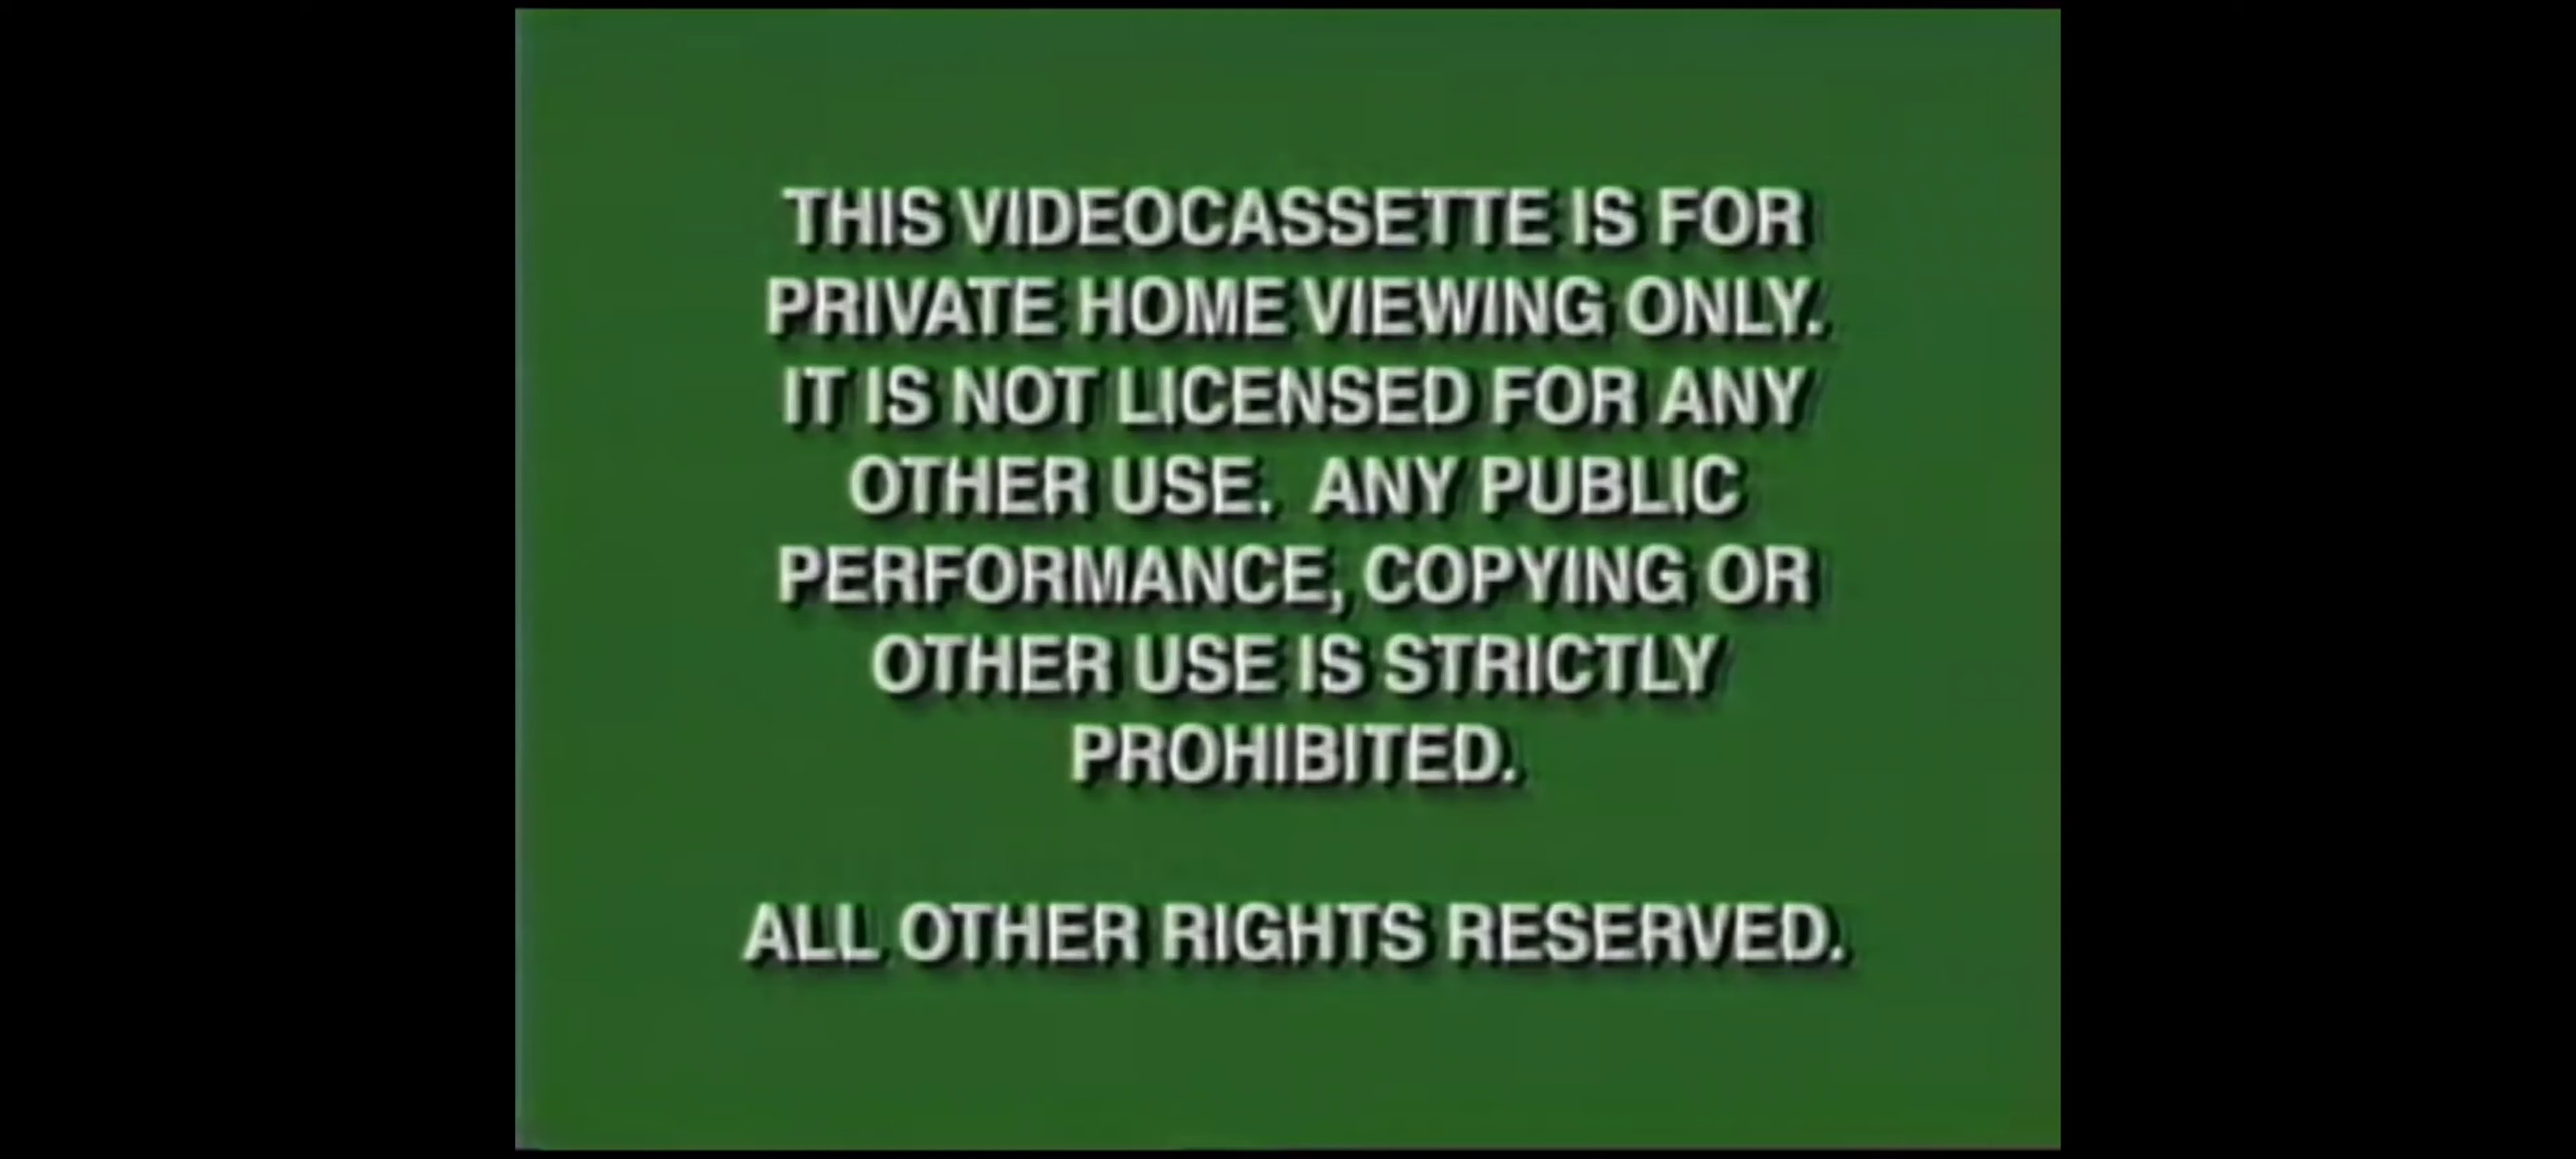 THIS VIDEOCASSETTE IS FOR
PRIVATE HOME VIEWING ONLY.
IT IS NOT LICENSED FOR ANY
OTHER USE.  ANY PUBLIC
PERFORMANCE, COPYING OR
OTHER USE IS STRICTLY
PROHIBITED.
ALL OTHER RIGHTS RESERVED.